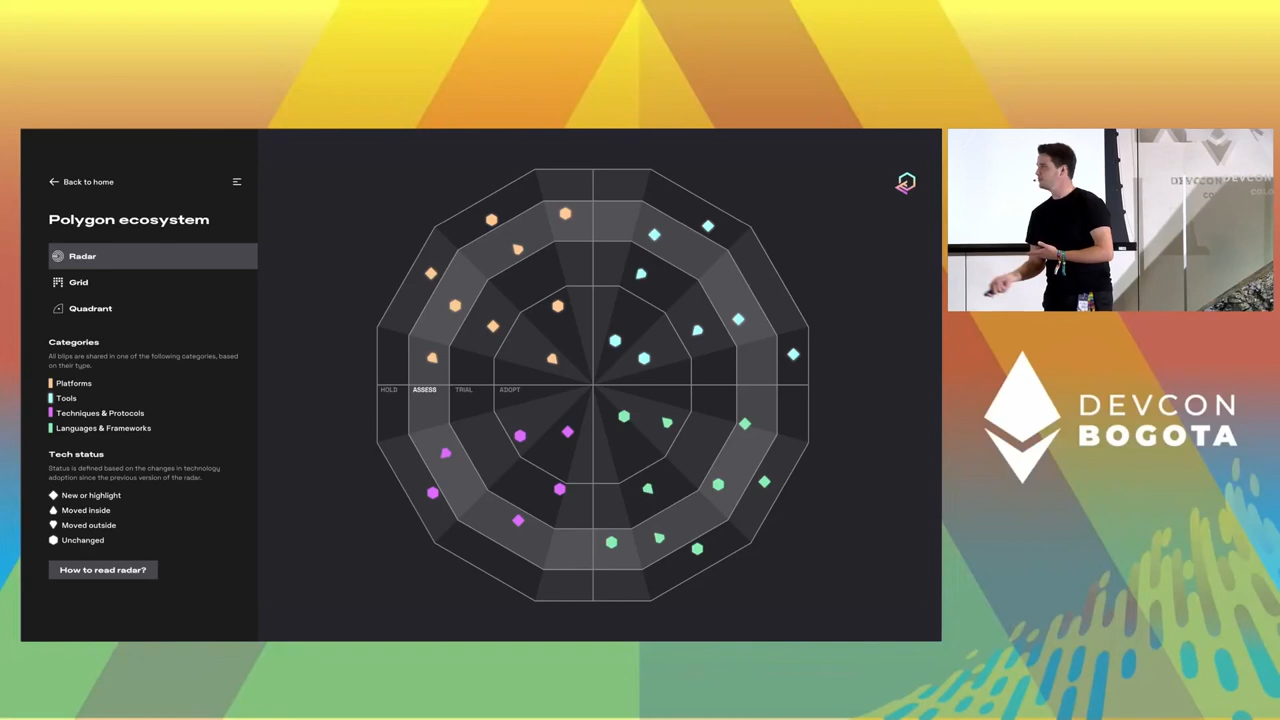 Back to home
Polygon ecosystem
Radar
Grid
Quadrant
Categories
All blips are shared in one of the following categories, based
on their type.
Platforms
Tools
Techniques & Protocols
Languages & Frameworks
Tech status
Status is defined based on the changes in technology
adoption since the previous version of the radar.
New or highlight
Moved inside
Moved outside
Unchanged
How to read radar?
HOLD
ASSESS
TRIAL
ADOPT
DEVCON
DEVCON
DEVCON
BOGOTA